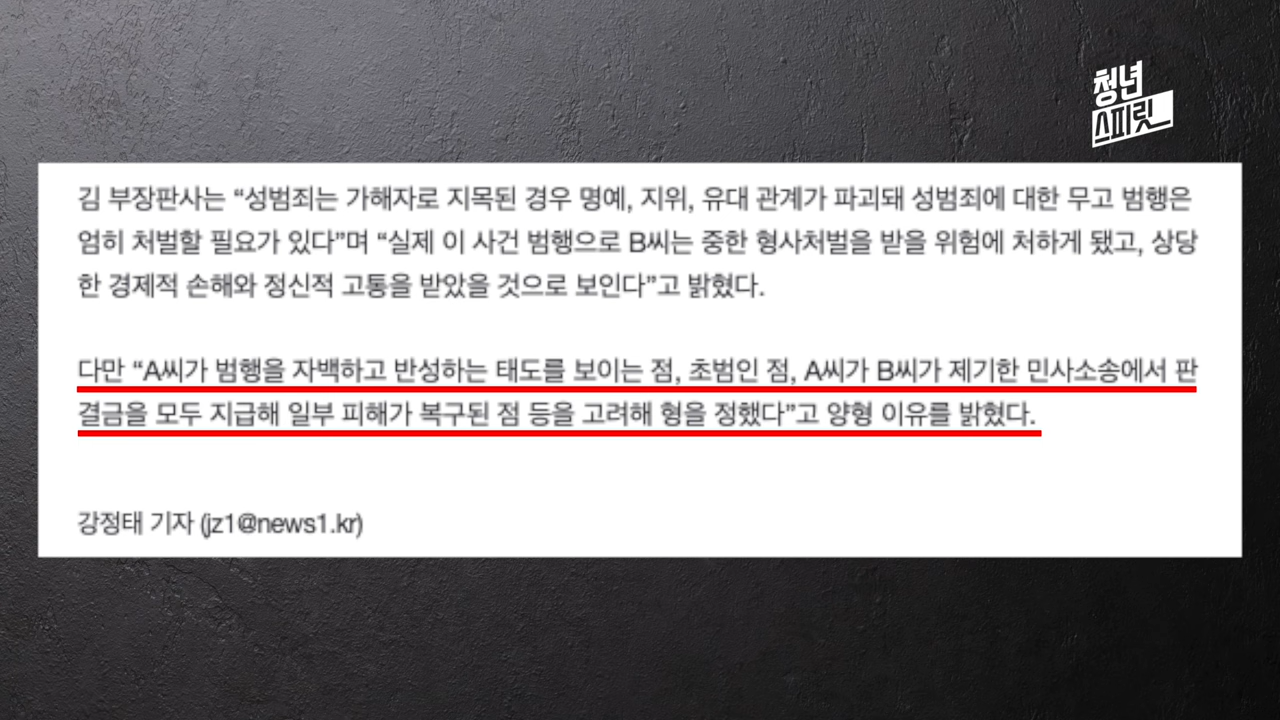 청년
스피릿
김 부장판사는 “성범죄는 가해자로 지목된 경우 명예, 지위, 유대 관계가 파괴돼 성범죄에 대한 무고 범행은
엄히 처벌할 필요가 있다”며 “실제 이 사건 범행으로 B씨는 중한 형사처벌을 받을 위험에 처하게 됐고, 상당
한 경제적 손해와 정신적 고통을 받았을 것으로 보인다”고 밝혔다.
다만 “A씨가 범행을 자백하고 반성하는 태도를 보이는 점, 초범인 점, A씨가 B씨가 제기한 민사소송에서 판
결금을 모두 지급해 일부 피해가 복구된 점 등을 고려해 형을 정했다”고 양형 이유를 밝혔다.
강정태 기자 (jz1@news1.kr)